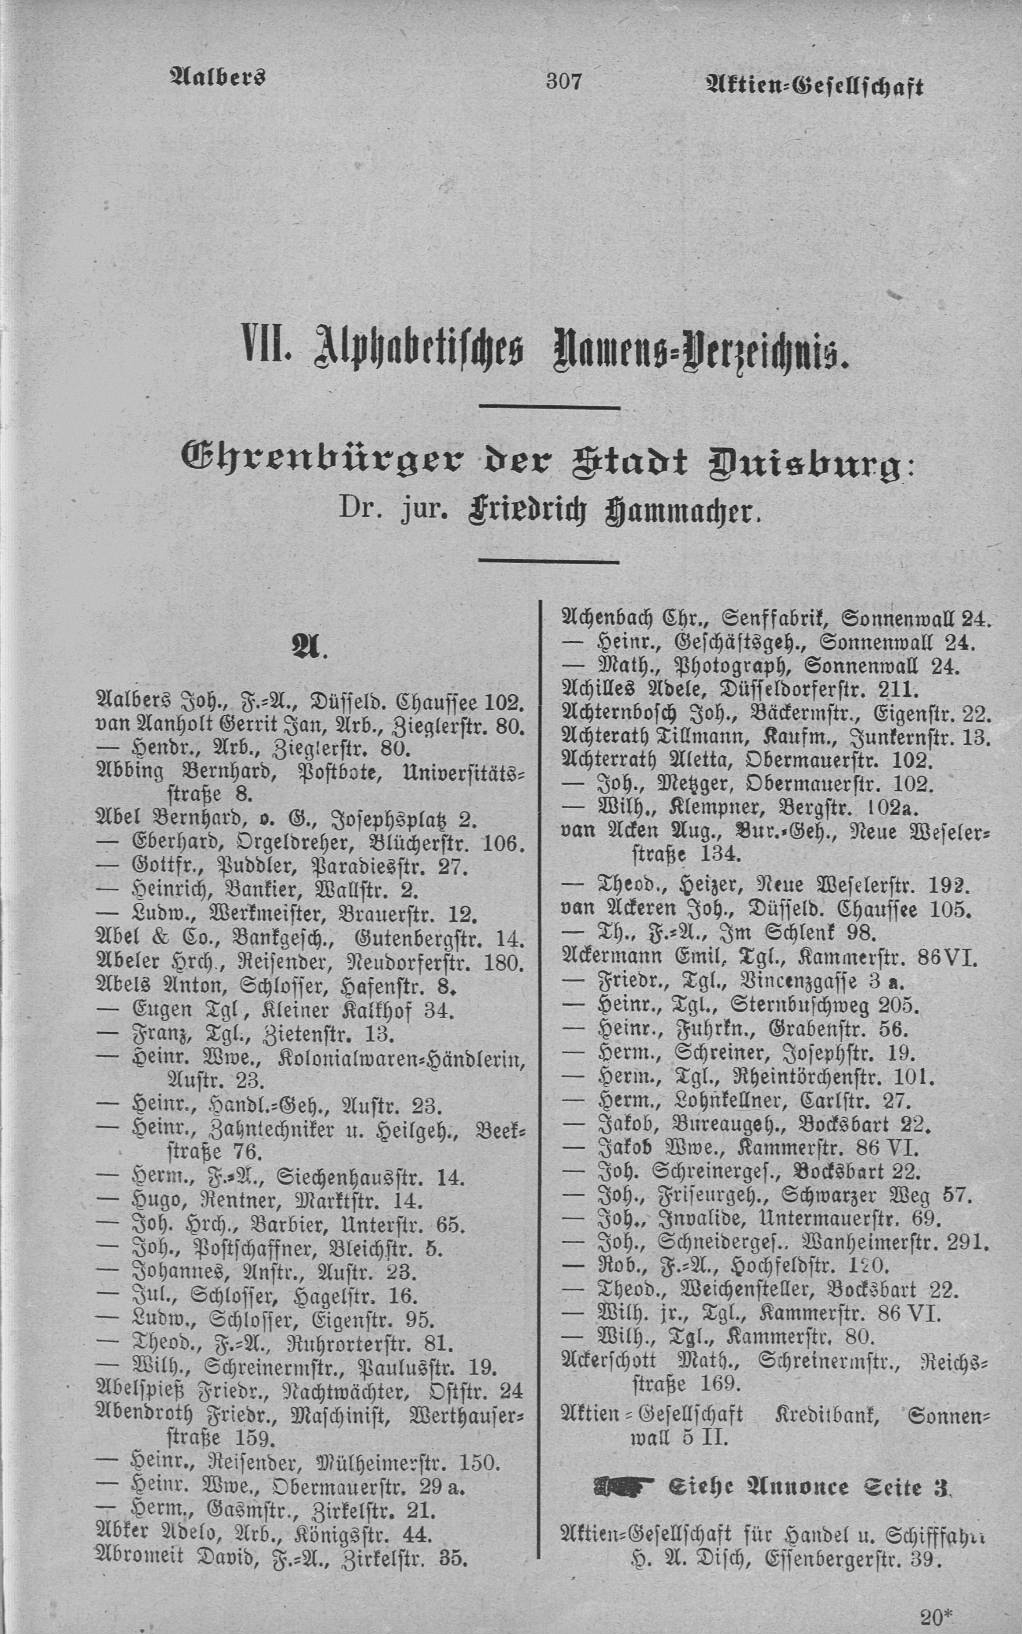 Aalbers 307 Aktien-Gesellschaft
VII. Alphabetisches Namens-Verzeichnis.
Ehrenbürger der Stadt Duisburg:
Dr. jur. Friedrich Hammacher.
A.
Aalbers Joh., F.-A., Düsseld. Chaussee 102.
van Aanholt Gerrit Jan, Arb., Zieglerstr. 80.
— Hendr., Arb., Zieglerstr. 80.
Abbing Bernhard, Postbote, Universitäts-
straße 8.
Abel Bernhard, o. G., Josephsplatz 2.
— Eberhard, Orgeldreher, Blücherstr. 106.
— Gottfr., Puddler, Paradiesstr. 27.
— Heinrich, Bankier, Wallstr. 2.
— Ludw., Werkmeister, Brauerstr. 12.
Abel & Co., Bankgesch., Gutenbergstr. 14.
Abeler Hrch., Reisender, Neudorferstr. 180.
Abels Anton, Schlosser, Hafenstr. 8.
— Eugen Tgl, Kleiner Kalkhof 34.
— Franz, Tgl., Zietenstr. 13.
— Heinr. Wwe., Kolonialwaren-Händlerin,
Austr. 23.
— Heinr., Handl.-Geh., Austr. 23.
— Heinr., Zahntechniker u. Heilgeh., Beek-
straße 76.
— Herm., F.-A., Siechenhausstr. 14.
— Hugo, Rentner, Marktstr. 14.
— Joh. Hrch., Barbier, Unterstr. 65.
— Joh., Postschaffner, Bleichstr. 5.
— Johannes, Anstr., Austr. 23.
— Jul., Schlosser, Hagelstr. 16.
— Ludw., Schlosser, Eigenstr. 95.
— Theod., F.-A., Ruhrorterstr. 81.
— Wilh., Schreinermstr., Paulusstr. 19.
Abelspieß Friedr., Nachtwächter, Oststr. 24
Abendroth Friedr., Maschinist, Werthauser-
straße 159.
— Heinr., Reisender, Mülheimerstr. 150.
— Heinr. Wwe., Obermauerstr. 29 a.
— Herm., Gasmstr., Zirkelstr. 21.
Abker Adelo, Arb., Königsstr. 44.
Abromeit David, F.-A., Zirkelstr. 35.
Achenbach Chr., Senffabrik, Sonnenwall 24.
— Heinr., Geschäftsgeh., Sonnenwall 24.
— Math., Photograph, Sonnenwall 24.
Achilles Adele, Düsseldorferstr. 211.
Achternbosch Joh., Bäckermstr., Eigenstr. 22.
Achterath Tillmann, Kaufm., Junkernstr. 13.
Achterrath Aletta, Obermauerstr. 102.
— Joh., Metzger, Obermauerstr. 102.
— Wilh., Klempner, Bergstr. 102a.
van Acken Aug., Bur.-Geh., Neue Weseler-
straße 134.
— Theod., Heizer, Neue Weselerstr. 192.
van Ackeren Joh., Düsseld. Chaussee 105.
— Th., F.-A., Im Schlenk 98.
Ackermann Emil, Tgl., Kammerstr. 86 VI.
— Friedr., Tgl., Vincenzgasse 3 a.
— Heinr., Tgl., Sternbuschweg 205.
— Heinr., Fuhrkn., Grabenstr. 56.
— Herm., Schreiner, Josephstr. 19.
— Herm., Tgl., Rheintörchenstr. 101.
— Herm., Lohnkellner, Carlstr. 27.
— Jakob, Bureaugeh., Bocksbart 22.
— Jakob Wwe., Kammerstr. 86 VI.
— Joh. Schreinerges., Bocksbart 22.
— Joh., Friseurgeh., Schwarzer Weg 57.
— Joh., Invalide, Untermauerstr. 69.
— Joh., Schneiderges., Wanheimerstr. 291.
— Rob., F.-A., Hochfeldstr. 120.
— Theod., Weichensteller, Bocksbart 22.
— Wilh. jr., Tgl., Kammerstr. 86 VI.
— Wilh., Tgl., Kammerstr. 80.
Ackerschott Math., Schreinermstr., Reichs-
straße 169.
Aktien-Gesellschaft Kreditbank, Sonnen-
wall 5 II.
Siehe Annonce Seite 3.
Aktien-Gesellschaft für Handel u. Schifffahrt
H. A. Disch, Essenbergerstr. 39.
20*